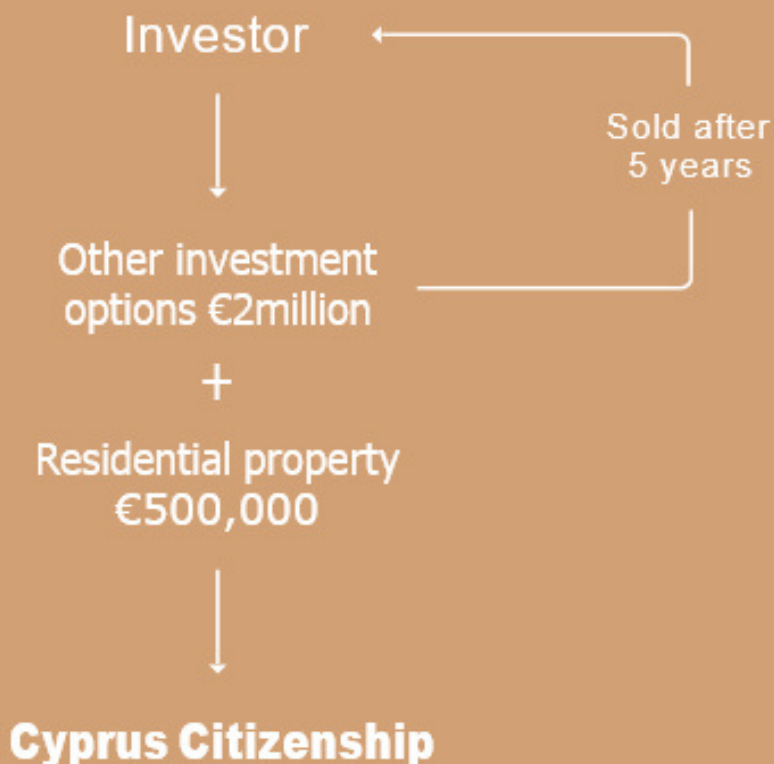 Investor
Sold after
5 years
Other investment
options €2million
+
Residential property
€500,000
Cyprus Citizenship